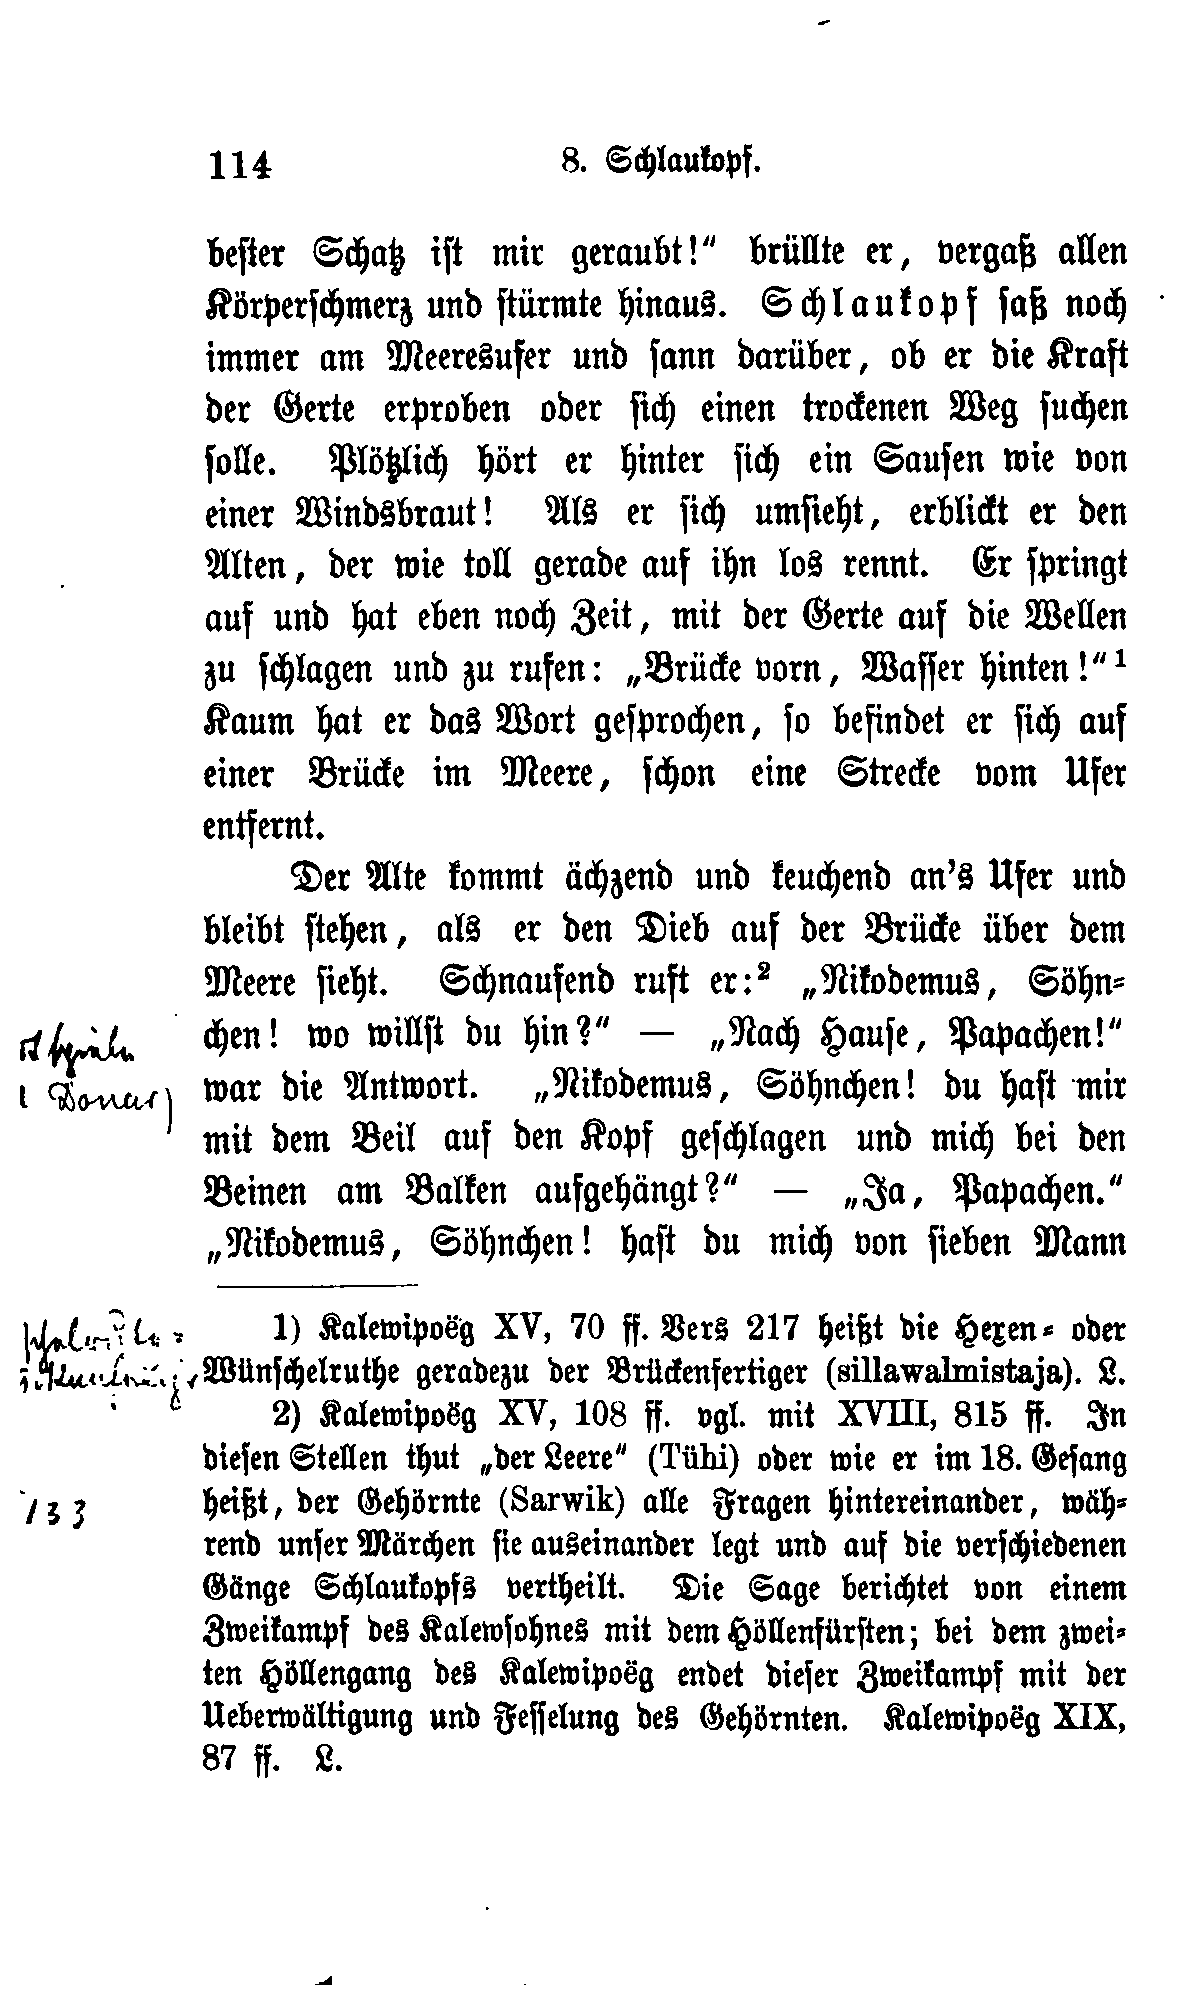 114 8. Schlaukopf.
bester Schatz ist mir geraubt!“ brüllte er, vergaß allen
Körperschmerz und stürmte hinaus. Schlaukopf saß noch
immer am Meeresufer und sann darüber, ob er die Kraft
der Gerte erproben oder sich einen trockenen Weg suchen
solle. Plötzlich hört er hinter sich ein Sausen wie von
einer Windsbraut! Als er sich umsieht, erblickt er den
Alten, der wie toll gerade auf ihn los rennt. Er springt
auf und hat eben noch Zeit, mit der Gerte auf die Wellen
zu schlagen und zu rufen: „Brücke vorn, Wasser hinten!“¹
Kaum hat er das Wort gesprochen, so befindet er sich auf
einer Brücke im Meere, schon eine Strecke vom Ufer
entfernt.
Der Alte kommt ächzend und keuchend an's Ufer und
bleibt stehen, als er den Dieb auf der Brücke über dem
Meere sieht. Schnaufend ruft er:² „Nikodemus, Söhn-
chen! wo willst du hin?“ — „Nach Hause, Papachen!“
war die Antwort. „Nikodemus, Söhnchen! du hast mir
mit dem Beil auf den Kopf geschlagen und mich bei den
Beinen am Balken aufgehängt?“ — „Ja, Papachen.“
„Nikodemus, Söhnchen! hast du mich von sieben Mann
Donar)
1) Kalewipoëg XV, 70 ff. Vers 217 heißt die Hexen- oder
Wünschelruthe geradezu der Brückenfertiger (sillawalmistaja). L.
2) Kalewipoëg XV, 108 ff. vgl. mit XVIII, 815 ff. In
diesen Stellen thut „der Leere“ (Tühi) oder wie er im 18. Gesang
heißt, der Gehörnte (Sarwik) alle Fragen hintereinander, wäh-
rend unser Märchen sie auseinander legt und auf die verschiedenen
Gänge Schlaukopfs vertheilt. Die Sage berichtet von einem
Zweikampf des Kalewsohnes mit dem Höllenfürsten; bei dem zwei-
ten Höllengang des Kalewipoëg endet dieser Zweikampf mit der
Ueberwältigung und Fesselung des Gehörnten. Kalewipoëg XIX,
87 ff. L.
133